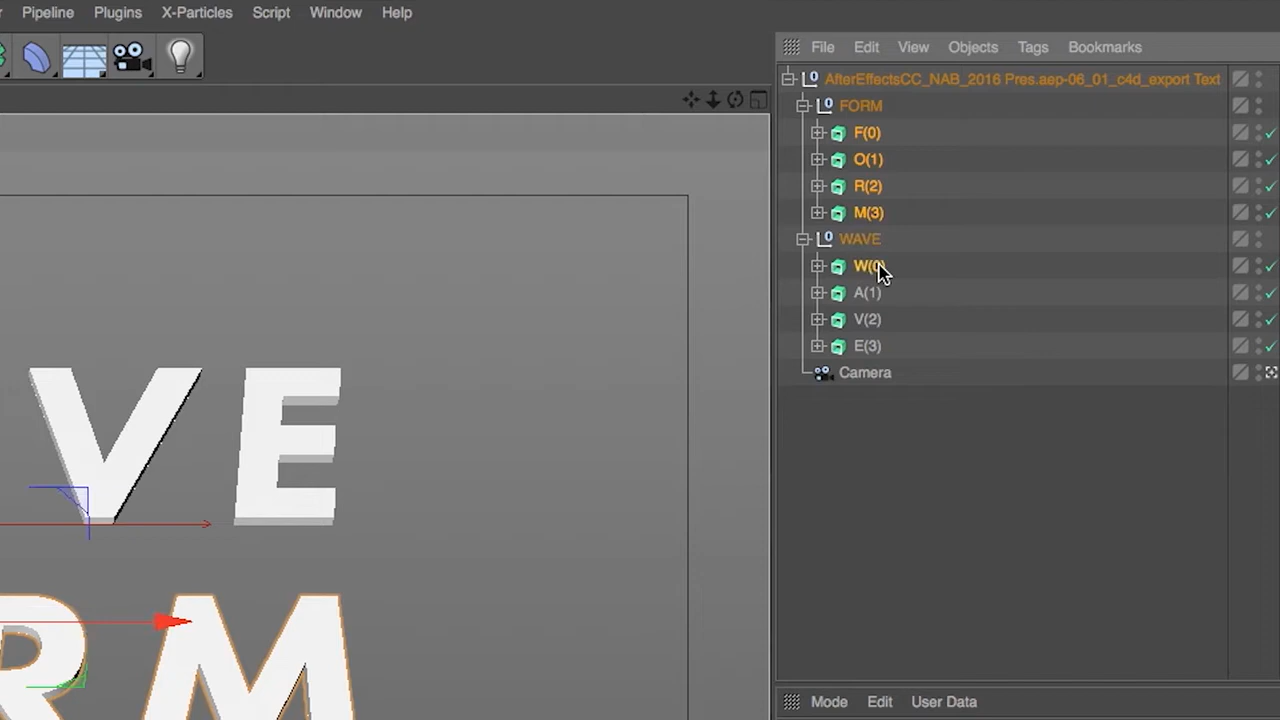 Pipeline Plugins X-Particles Script Window Help
File Edit View Objects Tags Bookmarks
AfterEffectsCC_NAB_2016 Pres.aep-06_01_c4d_export Text
FORM
F(0)
O(1)
R(2)
M(3)
WAVE
W(0)
A(1)
V(2)
E(3)
Camera
VE
RM
Mode Edit User Data